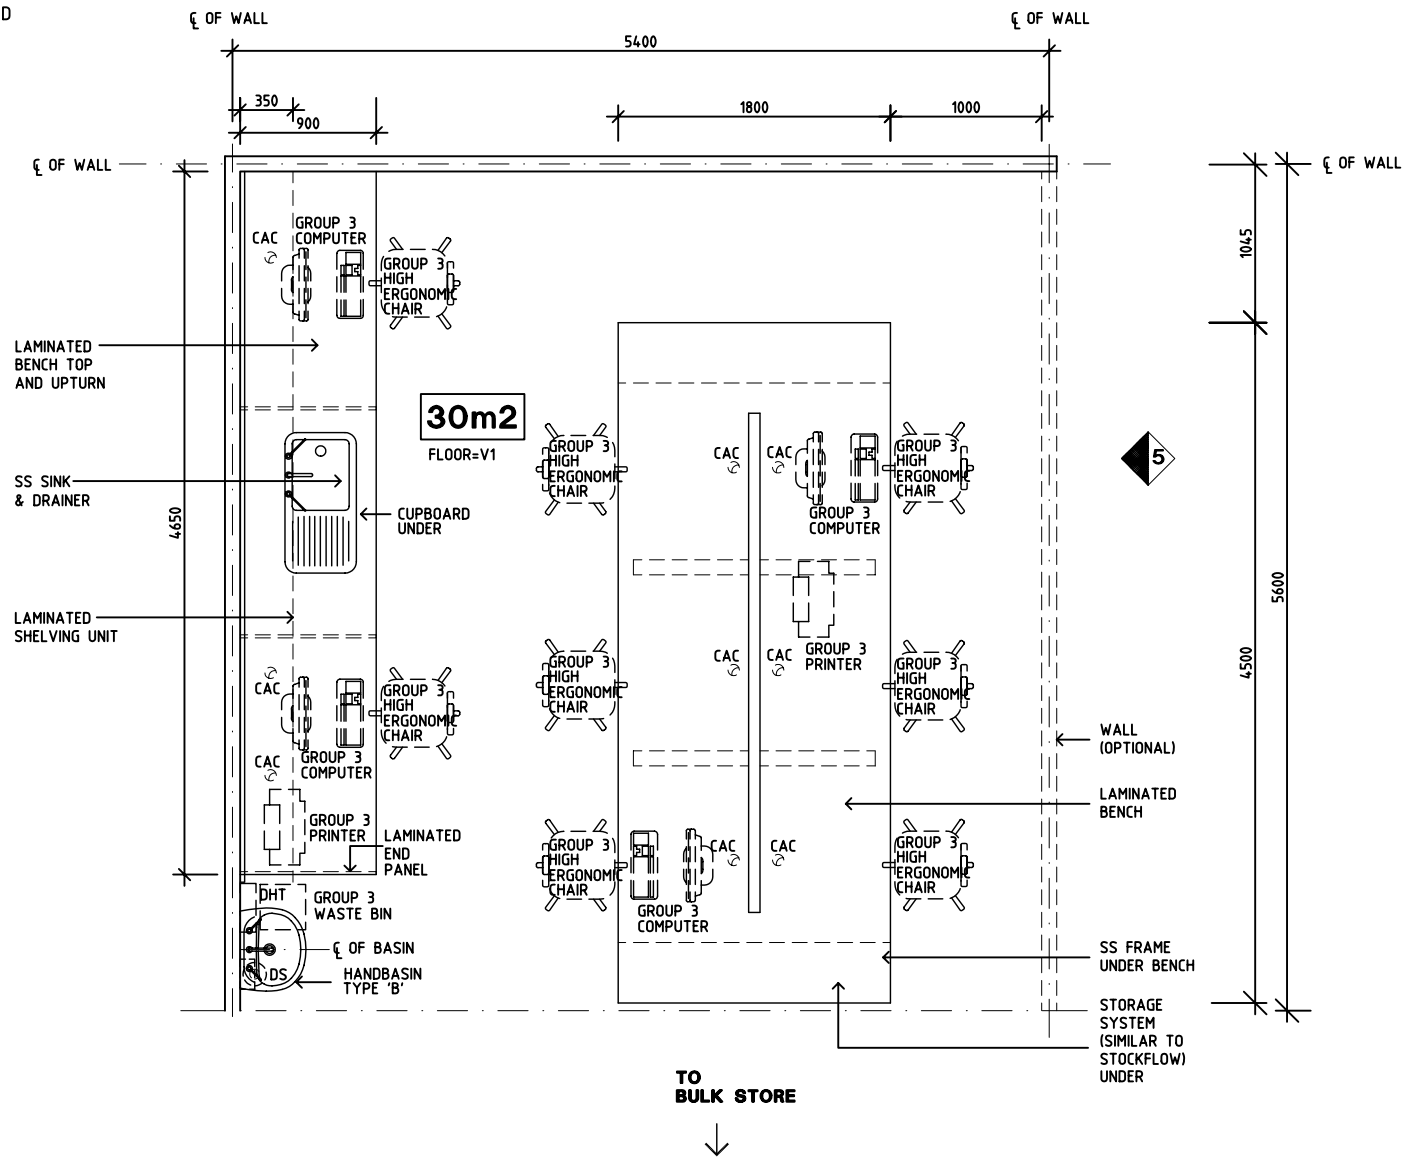 D
℄ OF WALL
℄ OF WALL
5400
350
900
1800
1000
℄ OF WALL
℄ OF WALL
1045
GROUP 3
COMPUTER
CAC
GROUP 3
HIGH
ERGONOMIC
CHAIR
LAMINATED
BENCH TOP
AND UPTURN
30m2
FLOOR=V1
SS SINK
& DRAINER
CUPBOARD
UNDER
4650
GROUP 3
HIGH
ERGONOMIC
CHAIR
CAC
CAC
GROUP 3
COMPUTER
GROUP 3
HIGH
ERGONOMIC
CHAIR
5
LAMINATED
SHELVING UNIT
5600
4500
GROUP 3
HIGH
ERGONOMIC
CHAIR
CAC
CAC
GROUP 3
PRINTER
GROUP 3
HIGH
ERGONOMIC
CHAIR
CAC
GROUP 3
HIGH
ERGONOMIC
CHAIR
GROUP 3
COMPUTER
CAC
WALL
(OPTIONAL)
LAMINATED
BENCH
GROUP 3
PRINTER
LAMINATED
END
PANEL
GROUP 3
HIGH
ERGONOMIC
CHAIR
CAC
CAC
GROUP 3
COMPUTER
GROUP 3
HIGH
ERGONOMIC
CHAIR
DHT
GROUP 3
WASTE BIN
℄ OF BASIN
DS
HANDBASIN
TYPE 'B'
SS FRAME
UNDER BENCH
STORAGE
SYSTEM
(SIMILAR TO
STOCKFLOW)
UNDER
TO
BULK STORE